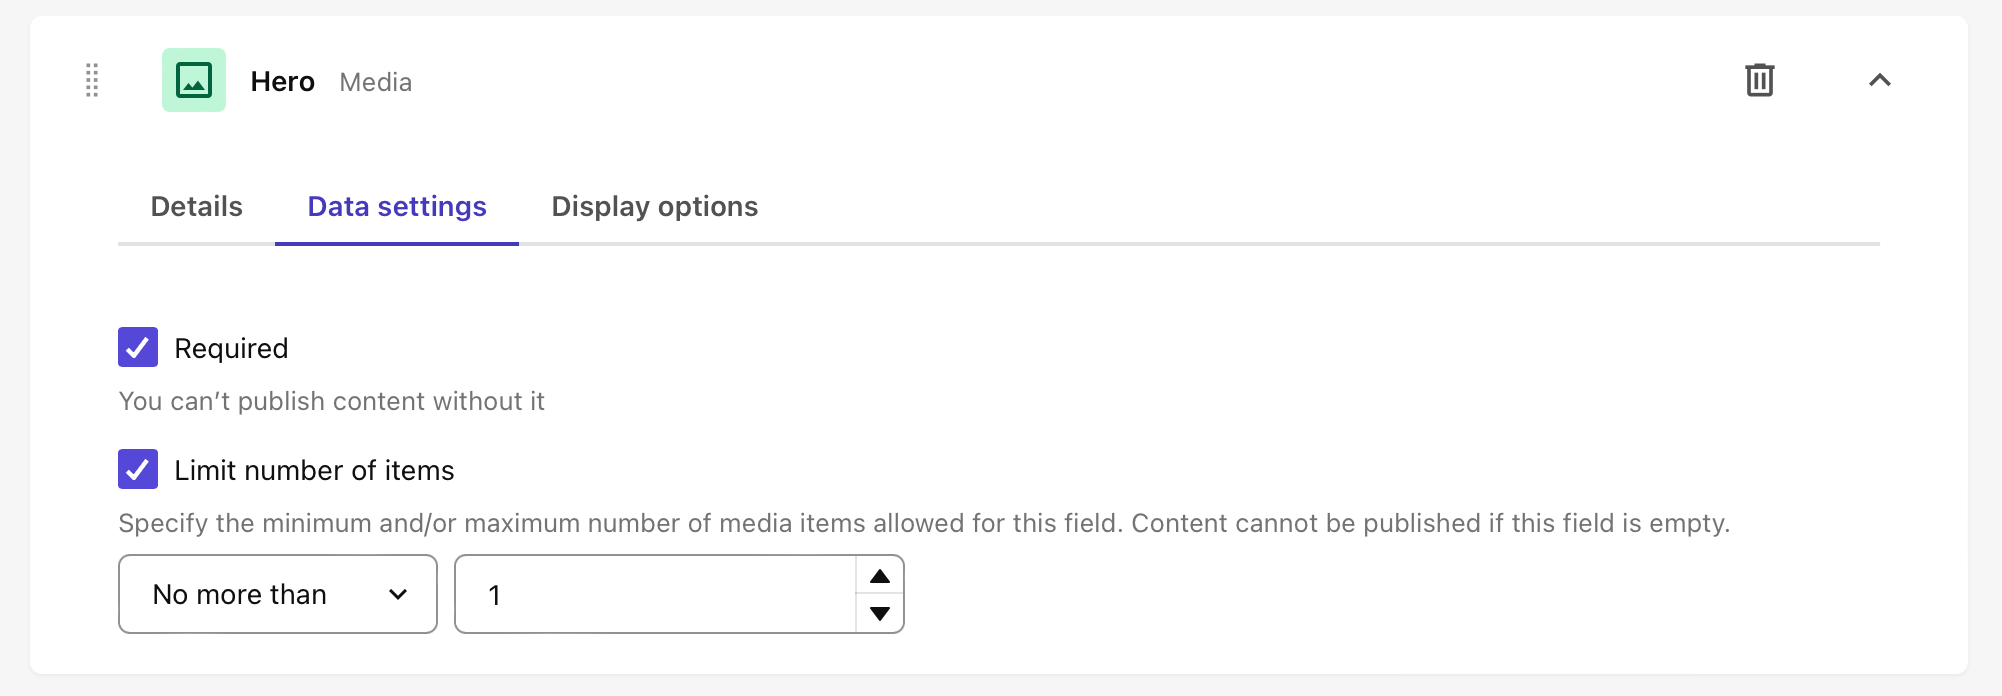 Hero Media
Details Data settings Display options
Required
You can’t publish content without it
Limit number of items
Specify the minimum and/or maximum number of media items allowed for this field. Content cannot be published if this field is empty.
No more than 1